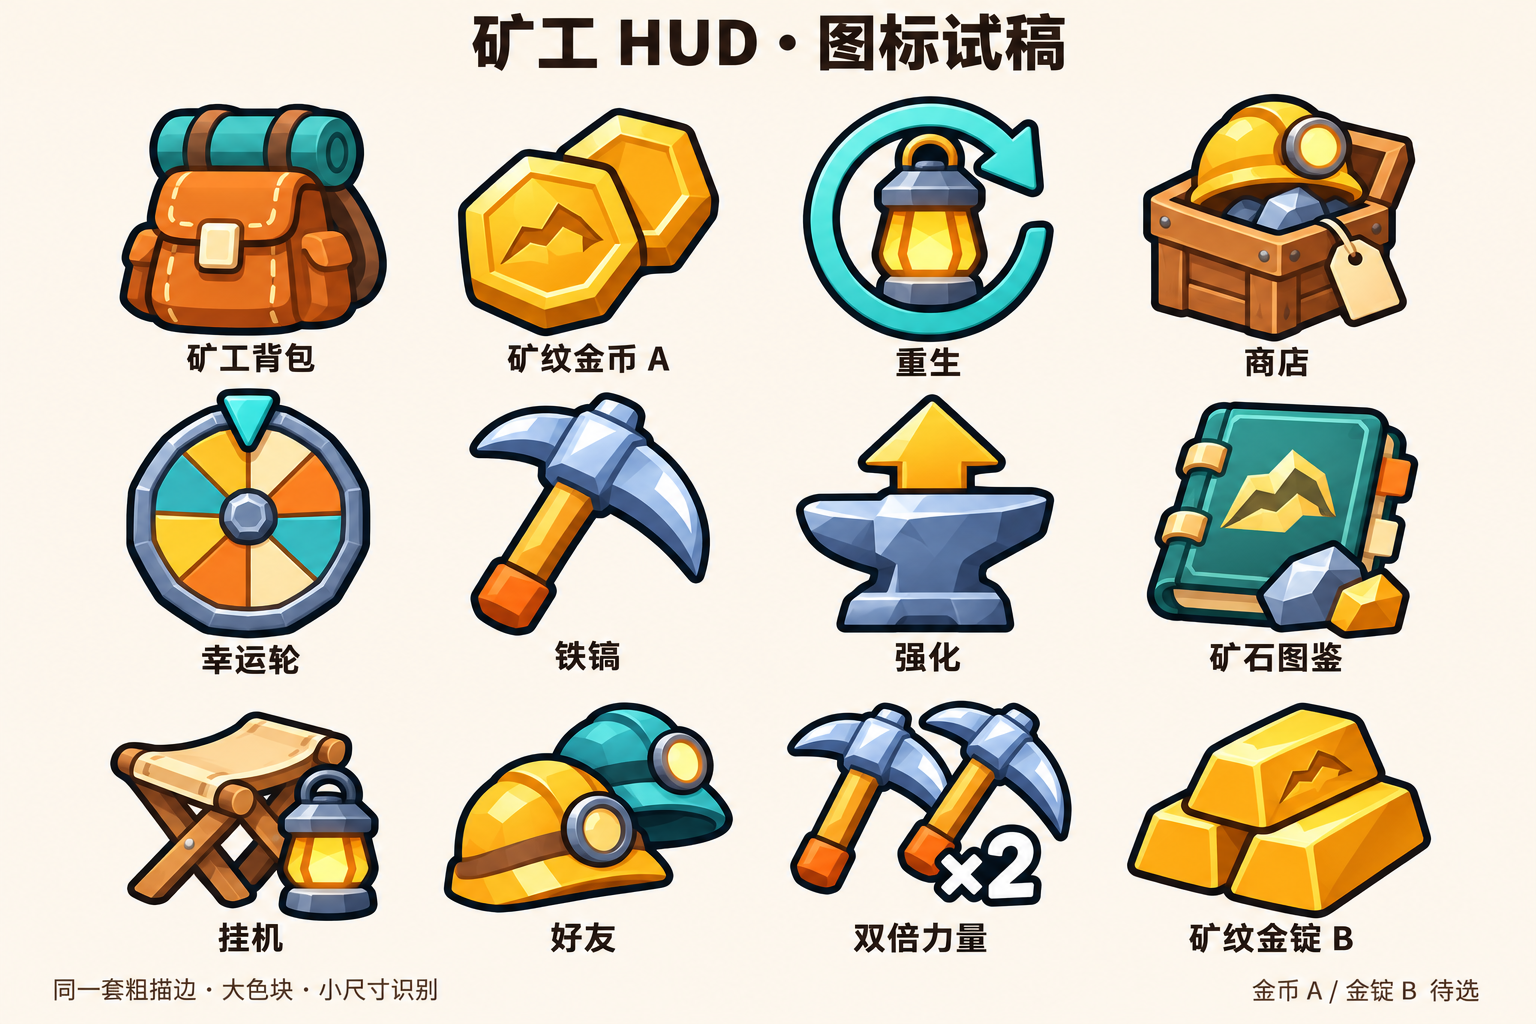 矿工 HUD·图标试稿
矿工背包
矿纹金币 A
重生
商店
幸运轮
铁镐
强化
矿石图鉴
挂机
好友
×2
双倍力量
矿纹金锭 B
同一套粗描边·大色块·小尺寸识别
金币 A / 金锭 B 待选